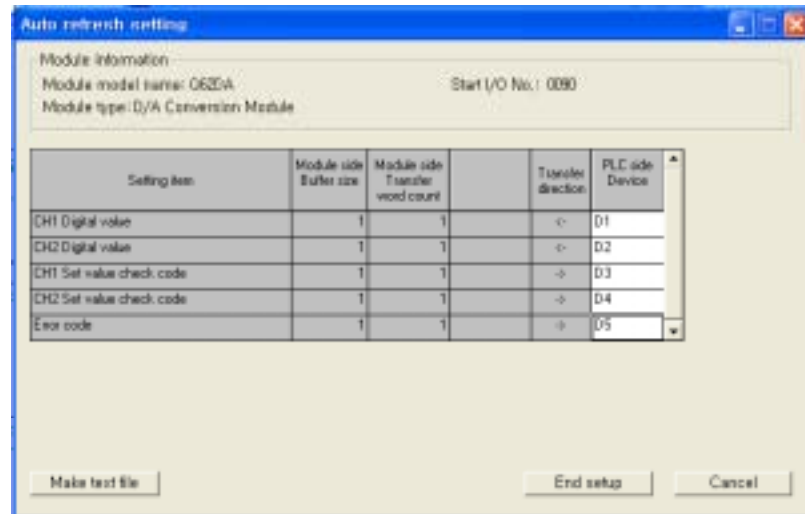 Auto refresh setting
Module information
Module model name: Q62DA Start I/O No.: 0090
Module type: D/A Conversion Module
Setting item Module side Buffer size Module side Transfer word count Transfer direction PLC side Device
CH1 Digital value 1 1 <- D1
CH2 Digital value 1 1 <- D2
CH1 Set value check code 1 1 -> D3
CH2 Set value check code 1 1 -> D4
Error code 1 1 -> D5
Make text file End setup Cancel